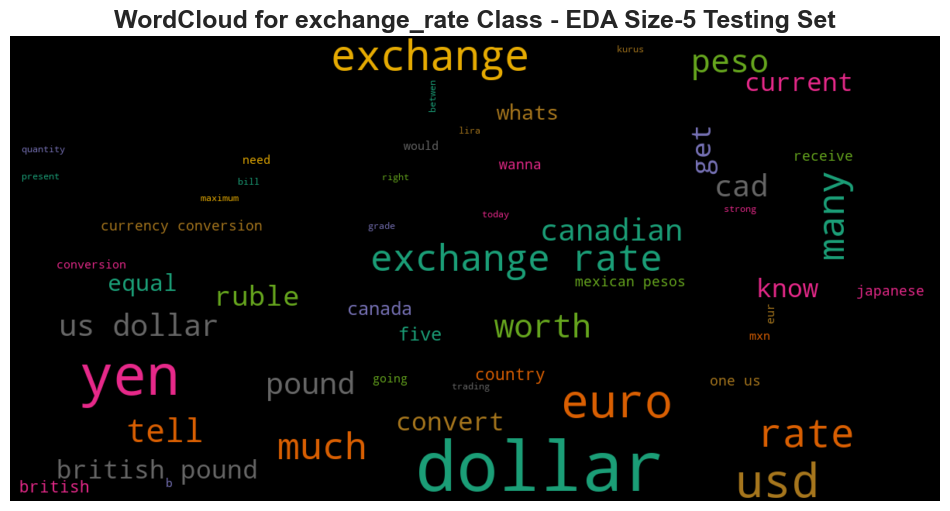 WordCloud for exchange_rate Class - EDA Size-5 Testing Set
exchange
kurus
peso
current
betwen
whats
lira
would
get
quantity
need
wanna
receive
present
bill
right
cad
many
maximum
strong
today
currency conversion
grade
canadian
exchange rate
conversion
equal
ruble
mexican pesos
know
japanese
canada
eur
us dollar
five
worth
mxn
yen
pound
going
trading
country
one us
euro
tell
much
convert
rate
british pound
b
dollar
usd
british